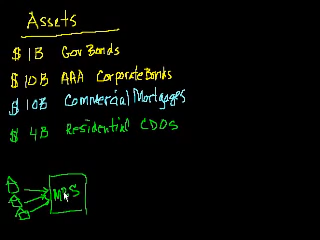 Assets
$1B Gov Bonds
$10B AAA Corporate Bonds
$10B Commercial Mortgages
$4B Residential CDOs
MBS